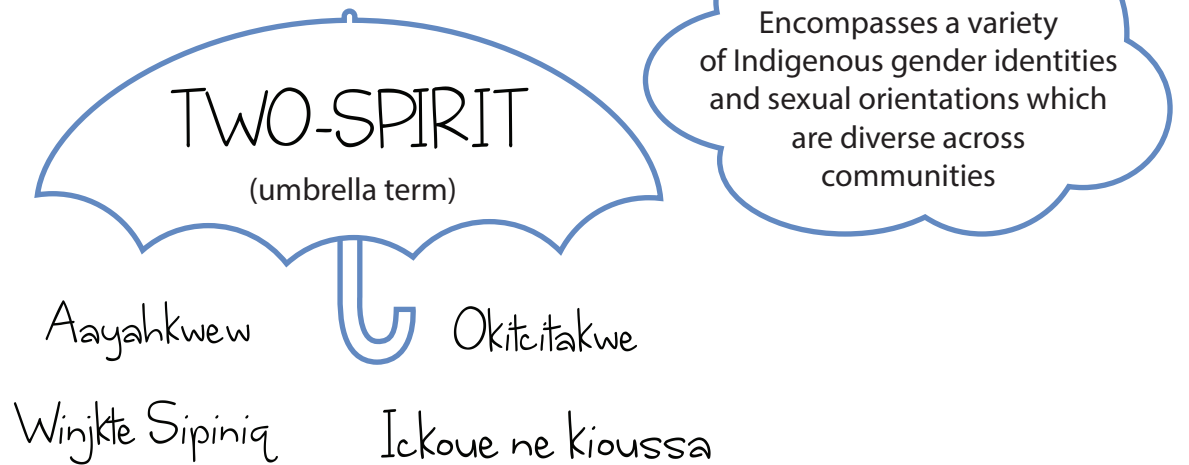 TWO-SPIRIT
(umbrella term)
Encompasses a variety
of Indigenous gender identities
and sexual orientations which
are diverse across
communities
Aayahkwew
Okitcitakwe
Winjkte Sipiniq
Ickoue ne kioussa